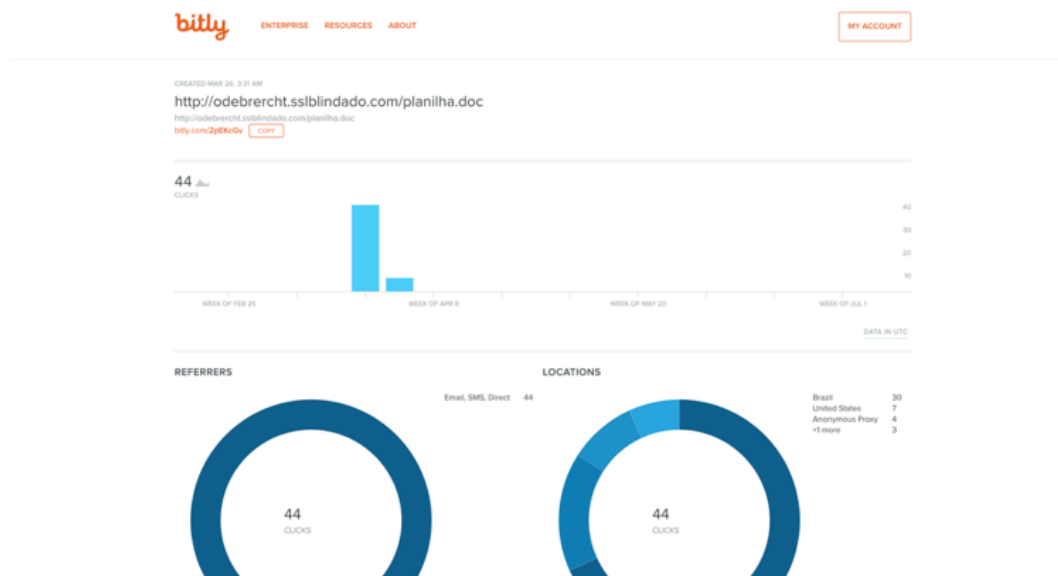 bitly
ENTERPRISE RESOURCES ABOUT
MY ACCOUNT
CREATED MAR 26, 3:31 AM
http://odebrercht.sslblindado.com/planilha.doc
http://odebrercht.sslblindado.com/planilha.doc
bitly.com/2pEKcGv COPY
44
CLICKS
40
30
20
10
WEEK OF FEB 25 WEEK OF APR 8 WEEK OF MAY 20 WEEK OF JUL 1
DATA IN UTC
REFERRERS
Email, SMS, Direct 44
44
CLICKS
LOCATIONS
Brazil 30
United States 7
Anonymous Proxy 4
+1 more 3
44
CLICKS